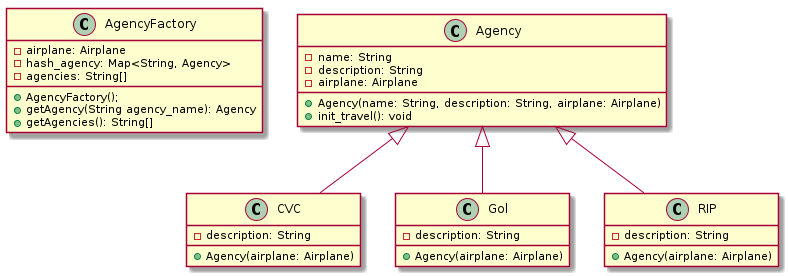 C AgencyFactory
airplane: Airplane
hash_agency: Map<String, Agency>
agencies: String[]
AgencyFactory();
getAgency(String agency_name): Agency
getAgencies(): String[]
C Agency
name: String
description: String
airplane: Airplane
Agency(name: String, description: String, airplane: Airplane)
init_travel(): void
C CVC
description: String
Agency(airplane: Airplane)
C Gol
description: String
Agency(airplane: Airplane)
C RIP
description: String
Agency(airplane: Airplane)